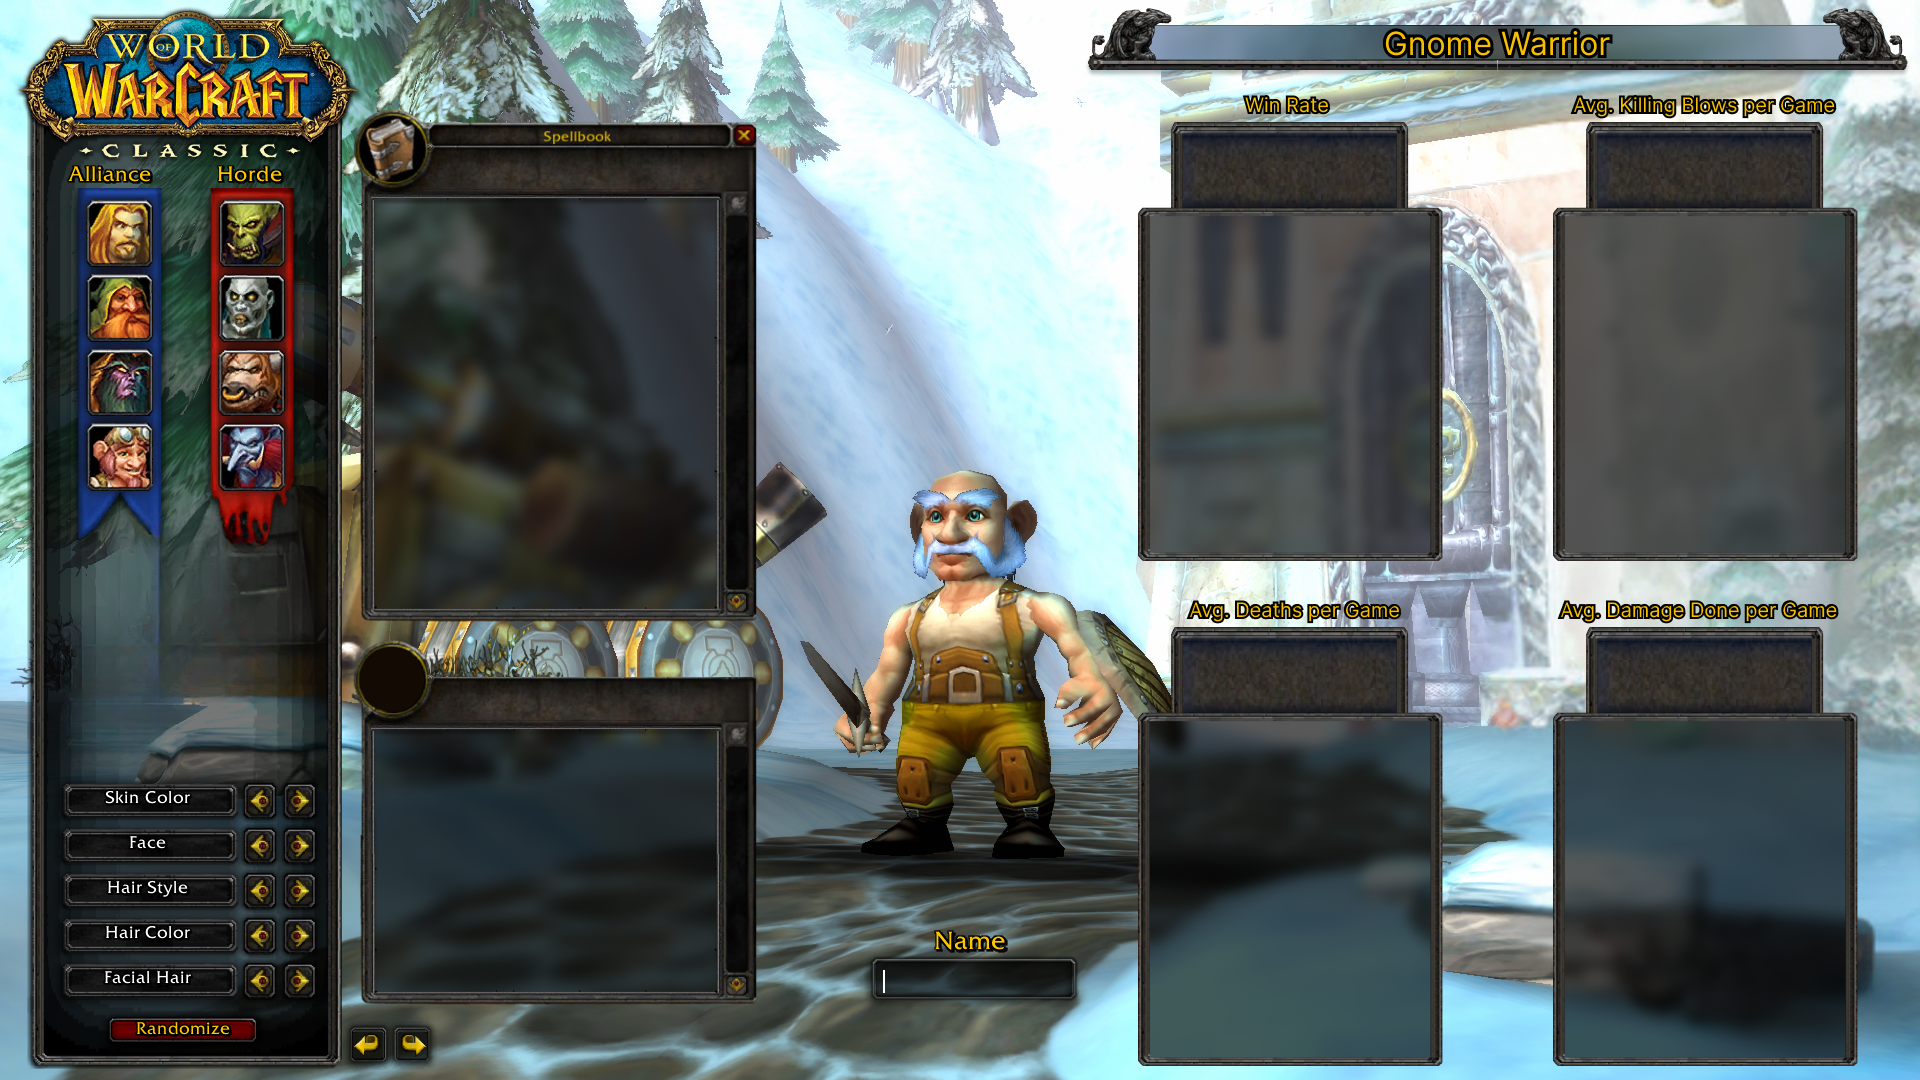 WORLD OF
WARCRAFT
CLASSIC
Alliance
Horde
Skin Color
Face
Hair Style
Hair Color
Facial Hair
Randomize
Spellbook
Name
Gnome Warrior
Win Rate
Avg. Killing Blows per Game
Avg. Deaths per Game
Avg. Damage Done per Game